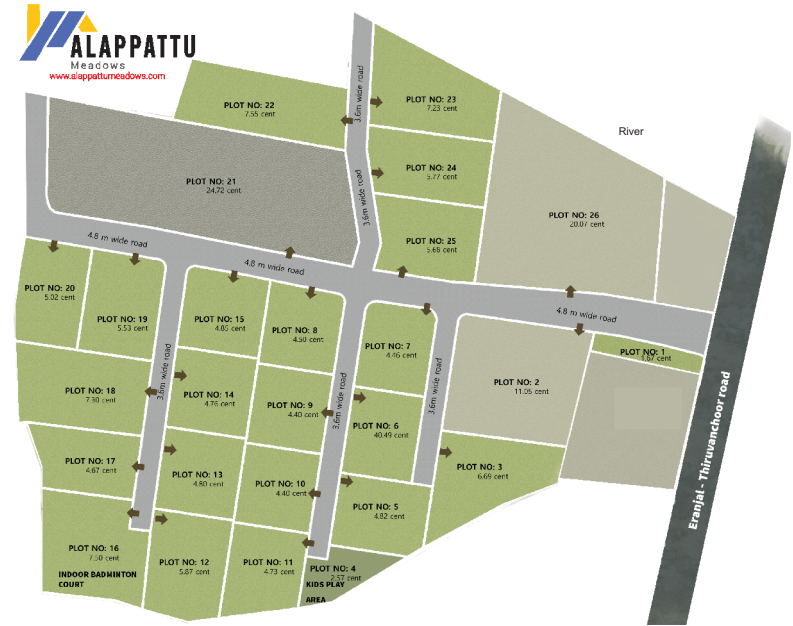 ALAPPATTU
Meadows
www.alappattumeadows.com
PLOT NO: 22
7.55 cent
3.6m wide road
PLOT NO: 23
7.23 cent
River
PLOT NO: 24
5.77 cent
PLOT NO: 21
24.72 cent
3.6m wide road
PLOT NO: 26
20.07 cent
PLOT NO: 25
5.68 cent
4.8 m wide road
4.8 m wide road
4.8 m wide road
PLOT NO: 20
5.02 cent
PLOT NO: 19
5.53 cent
PLOT NO: 15
4.85 cent
PLOT NO: 8
4.50 cent
PLOT NO: 7
4.46 cent
PLOT NO: 1
1.67 cent
PLOT NO: 2
11.05 cent
3.6m wide road
3.6m wide road
3.6m wide road
PLOT NO: 18
7.30 cent
PLOT NO: 14
4.76 cent
PLOT NO: 9
4.40 cent
PLOT NO: 6
40.49 cent
Eranjal - Thiruvanchoor road
PLOT NO: 17
4.67 cent
PLOT NO: 13
4.80 cent
PLOT NO: 10
4.40 cent
PLOT NO: 3
6.69 cent
PLOT NO: 5
4.82 cent
PLOT NO: 16
7.50 cent
INDOOR BADMINTON
COURT
PLOT NO: 12
5.87 cent
PLOT NO: 11
4.73 cent
PLOT NO: 4
2.57 cent
KIDS PLAY
AREA